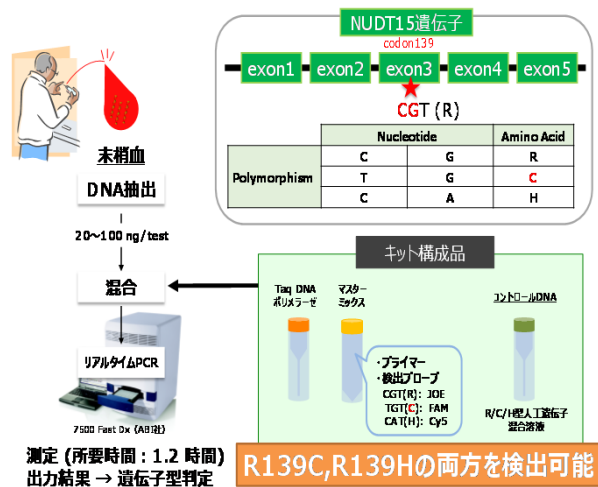 NUDT15遺伝子
codon139
exon1 exon2 exon3 exon4 exon5
CGT (R)
Nucleotide Amino Acid
Polymorphism
C G R
T G C
C A H
末梢血
DNA抽出
20～100 ng/test
混合
リアルタイムPCR
7500 Fast Dx (ABI社)
測定 (所要時間：1.2 時間)
出力結果 → 遺伝子型判定
キット構成品
Taq DNA
ポリメラーゼ
マスター
ミックス
・プライマー
・検出プローブ
CGT(R): JOE
TGT(C): FAM
CAT(H): Cy5
コントロールDNA
R/C/H型人工遺伝子
混合溶液
R139C,R139Hの両方を検出可能